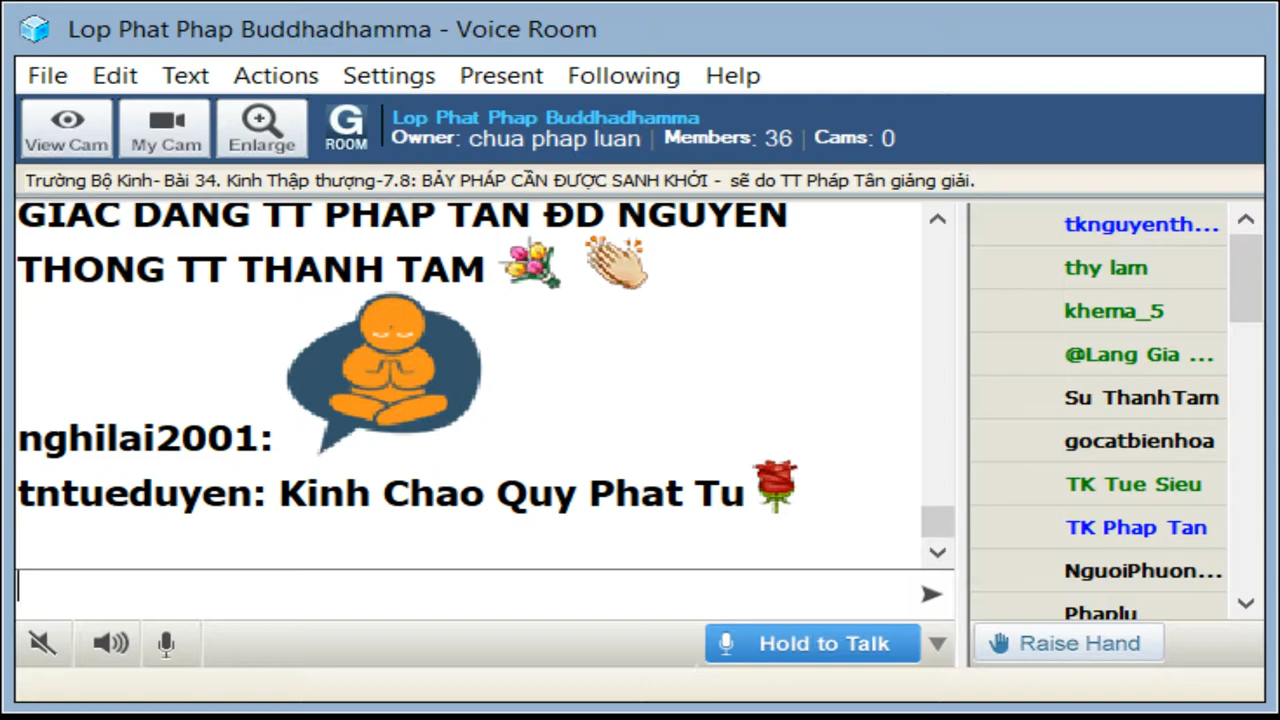 Lop Phat Phap Buddhadhamma - Voice Room
File Edit Text Actions Settings Present Following Help
View Cam My Cam Enlarge G ROOM
Lop Phat Phap Buddhadhamma
Owner: chua phap luan | Members: 36 | Cams: 0
Trường Bộ Kinh- Bài 34. Kinh Thập thượng-7.8: BẢY PHÁP CẦN ĐƯỢC SANH KHỞI - sẽ do TT Pháp Tân giảng giải.
GIAC DANG TT PHAP TAN ĐD NGUYEN
THONG TT THANH TAM
nghilai2001:
tntueduyen: Kinh Chao Quy Phat Tu
tknguyenth...
thy lam
khema_5
@Lang Gia ...
Su ThanhTam
gocatbienhoa
TK Tue Sieu
TK Phap Tan
NguoiPhuon...
Phaplu
Hold to Talk
Raise Hand